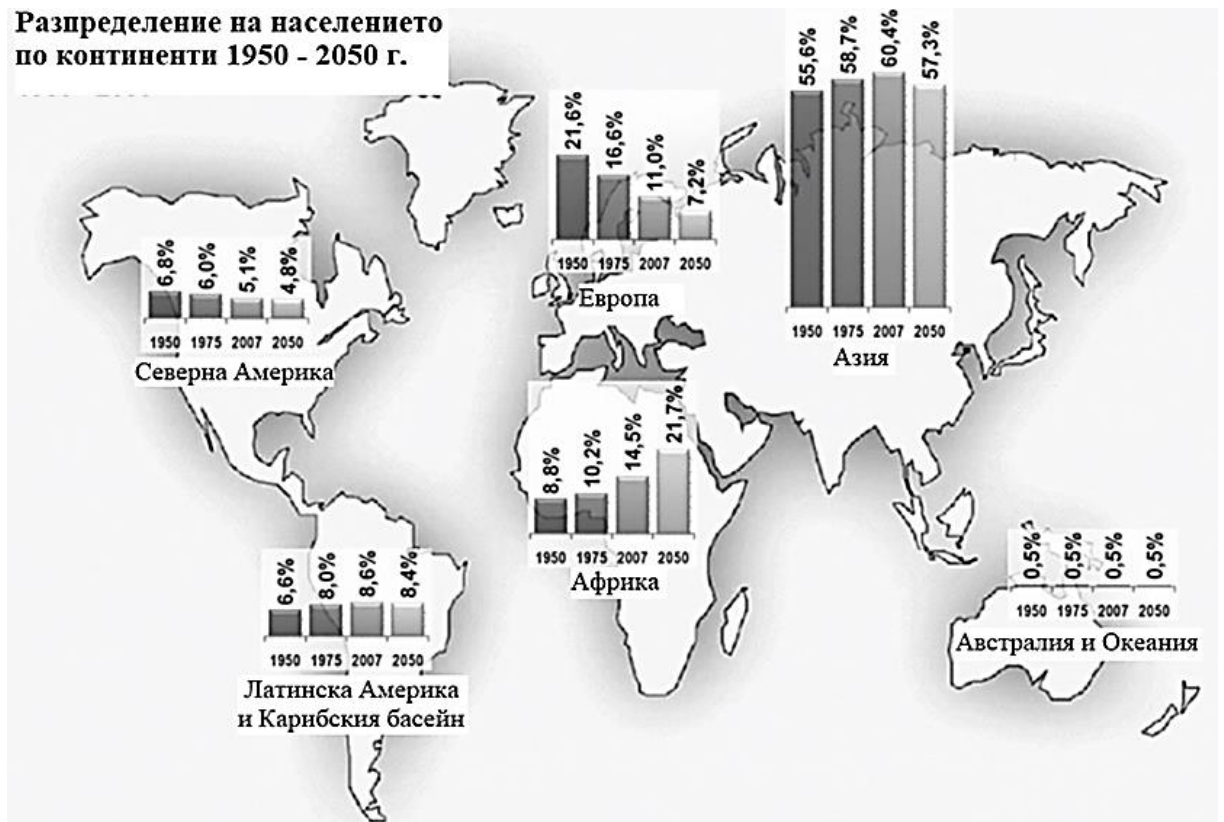 Разпределение на населението
по континенти 1950 - 2050 г.
6,8% 6,0% 5,1% 4,8%
1950 1975 2007 2050
Северна Америка
21,6% 16,6% 11,0% 7,2%
1950 1975 2007 2050
Европа
55,6% 58,7% 60,4% 57,3%
1950 1975 2007 2050
Азия
8,8% 10,2% 14,5% 21,7%
1950 1975 2007 2050
Африка
6,6% 8,0% 8,6% 8,4%
1950 1975 2007 2050
Латинска Америка
и Карибския басейн
0,5% 0,5% 0,5% 0,5%
1950 1975 2007 2050
Австралия и Океания